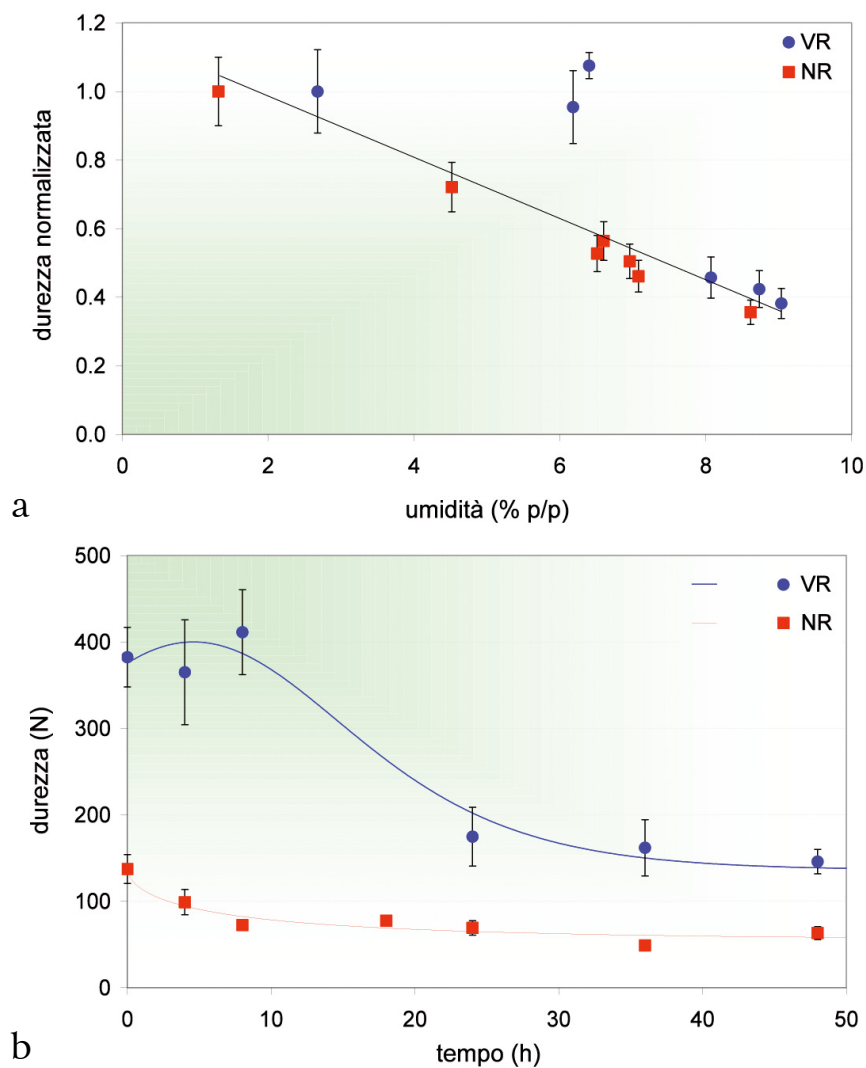 1.2
1.0
0.8
0.6
0.4
0.2
0.0
durezza normalizzata
VR
NR
0 2 4 6 8 10
umidità (% p/p)
a
500
400
300
200
100
0
durezza (N)
VR
NR
0 10 20 30 40 50
tempo (h)
b